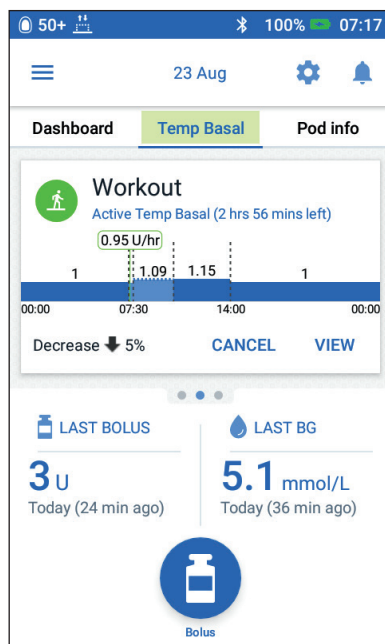 50+ 100% 07:17
23 Aug
Dashboard Temp Basal Pod info
Workout
Active Temp Basal (2 hrs 56 mins left)
0.95 U/hr
1 1.09 1.15 1
00:00 07:30 14:00 00:00
Decrease 5% CANCEL VIEW
LAST BOLUS LAST BG
3 U 5.1 mmol/L
Today (24 min ago) Today (36 min ago)
Bolus